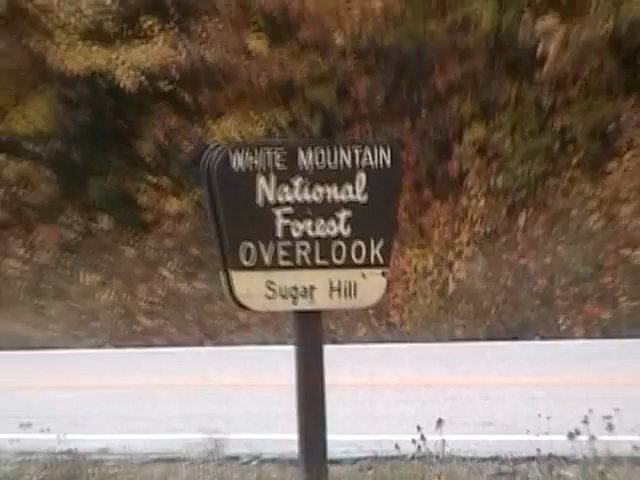 WHITE MOUNTAIN
National
Forest
OVERLOOK
Sugar Hill